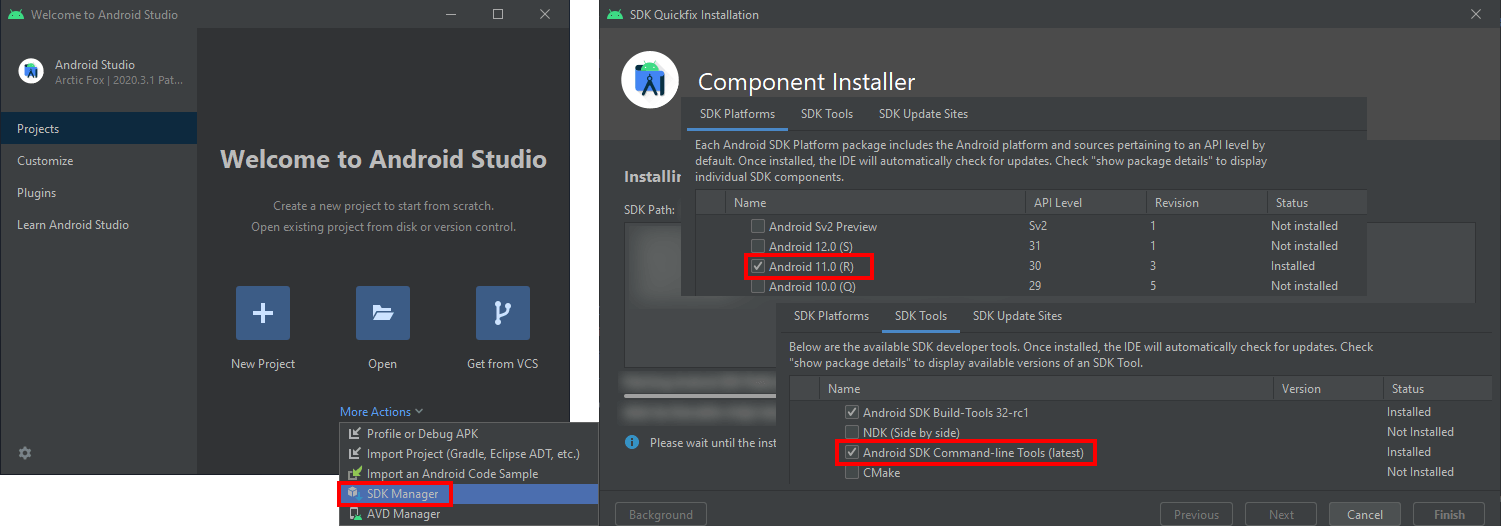 Welcome to Android Studio
Android Studio
Arctic Fox | 2020.3.1 Pat...
Projects
Customize
Plugins
Learn Android Studio
Welcome to Android Studio
Create a new project to start from scratch.
Open existing project from disk or version control.
New Project
Open
Get from VCS
More Actions
Profile or Debug APK
Import Project (Gradle, Eclipse ADT, etc.)
Import an Android Code Sample
SDK Manager
AVD Manager
SDK Quickfix Installation
Component Installer
Installin
SDK Path:
SDK Platforms SDK Tools SDK Update Sites
Each Android SDK Platform package includes the Android platform and sources pertaining to an API level by
default. Once installed, the IDE will automatically check for updates. Check "show package details" to display
individual SDK components.
Name API Level Revision Status
Android Sv2 Preview Sv2 1 Not installed
Android 12.0 (S) 31 1 Not installed
Android 11.0 (R) 30 3 Installed
Android 10.0 (Q) 29 5 Not installed
SDK Platforms SDK Tools SDK Update Sites
Below are the available SDK developer tools. Once installed, the IDE will automatically check for updates. Check
"show package details" to display available versions of an SDK Tool.
Name Version Status
Android SDK Build-Tools 32-rc1 Installed
NDK (Side by side) Not Installed
Android SDK Command-line Tools (latest) Installed
CMake Not Installed
Please wait until the inst
Background Previous Next Cancel Finish